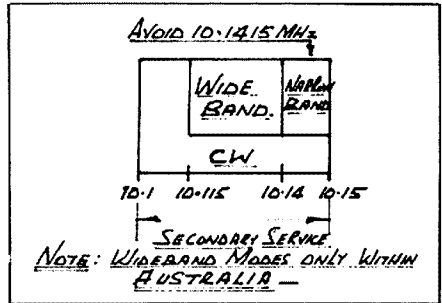 AVOID 10.1415 MHz
WIDE BAND.
NARROW BAND
CW
10.1 10.115 10.14 10.15
SECONDARY SERVICE
NOTE: WIDEBAND MODES ONLY WITHIN
AUSTRALIA